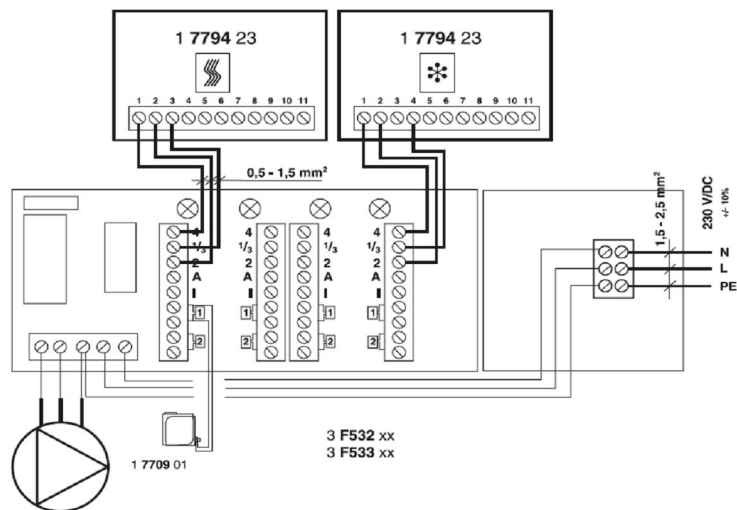 1 7794 23
1 7794 23
1 2 3 4 5 6 7 8 9 10 11
1 2 3 4 5 6 7 8 9 10 11
0,5 - 1,5 mm²
4 4 4 4
1/3 1/3 1/3 1/3
2 2 2 2
A A A A
I I I I
1 1 1 1
2 2 2 2
1,5 - 2,5 mm²
230 V/DC
+/- 10%
N
L
PE
1 7709 01
3 F532 xx
3 F533 xx